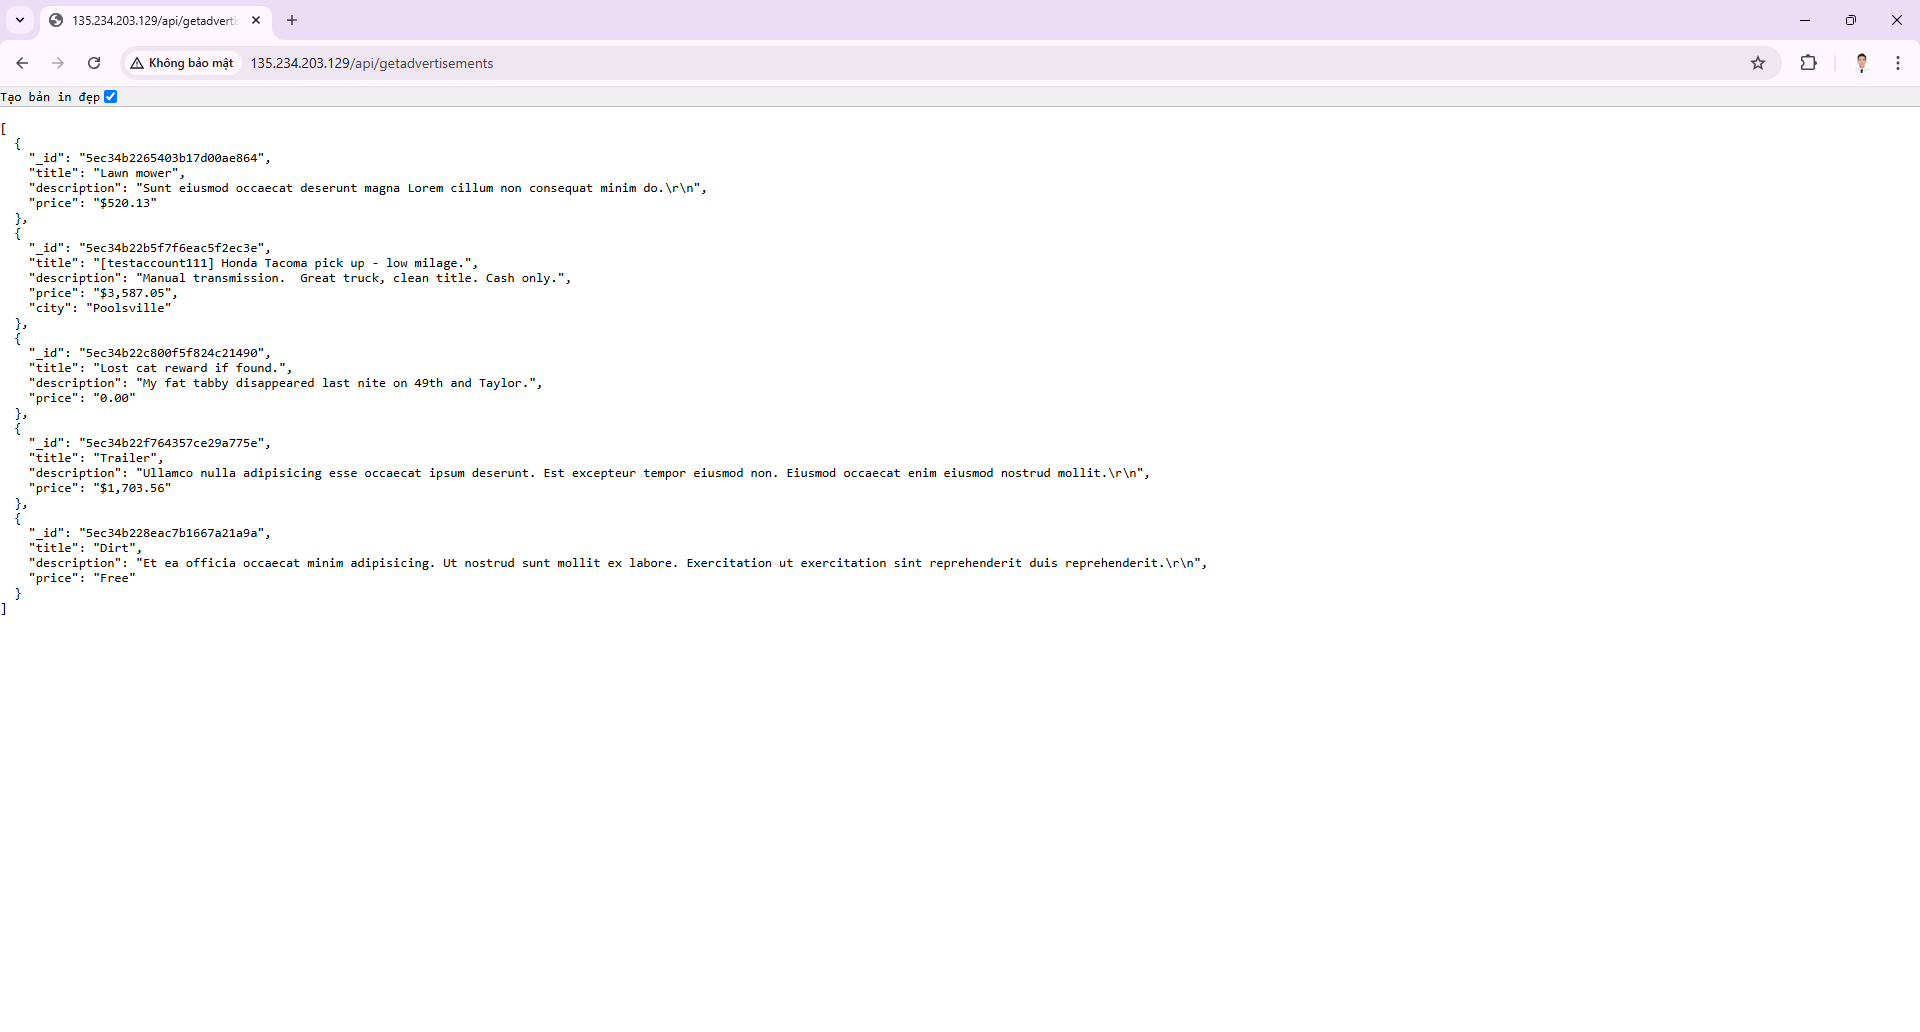 135.234.203.129/api/getadverti
Không bảo mật
135.234.203.129/api/getadvertisements
Tạo bản in đẹp
[
  {
    "_id": "5ec34b2265403b17d00ae864",
    "title": "Lawn mower",
    "description": "Sunt eiusmod occaecat deserunt magna Lorem cillum non consequat minim do.\r\n",
    "price": "$520.13"
  },
  {
    "_id": "5ec34b22b5f7f6eac5f2ec3e",
    "title": "[testaccount111] Honda Tacoma pick up - low milage.",
    "description": "Manual transmission.  Great truck, clean title. Cash only.",
    "price": "$3,587.05",
    "city": "Poolsville"
  },
  {
    "_id": "5ec34b22c800f5f824c21490",
    "title": "Lost cat reward if found.",
    "description": "My fat tabby disappeared last nite on 49th and Taylor.",
    "price": "0.00"
  },
  {
    "_id": "5ec34b22f764357ce29a775e",
    "title": "Trailer",
    "description": "Ullamco nulla adipisicing esse occaecat ipsum deserunt. Est excepteur tempor eiusmod non. Eiusmod occaecat enim eiusmod nostrud mollit.\r\n",
    "price": "$1,703.56"
  },
  {
    "_id": "5ec34b228eac7b1667a21a9a",
    "title": "Dirt",
    "description": "Et ea officia occaecat minim adipisicing. Ut nostrud sunt mollit ex labore. Exercitation ut exercitation sint reprehenderit duis reprehenderit.\r\n",
    "price": "Free"
  }
]